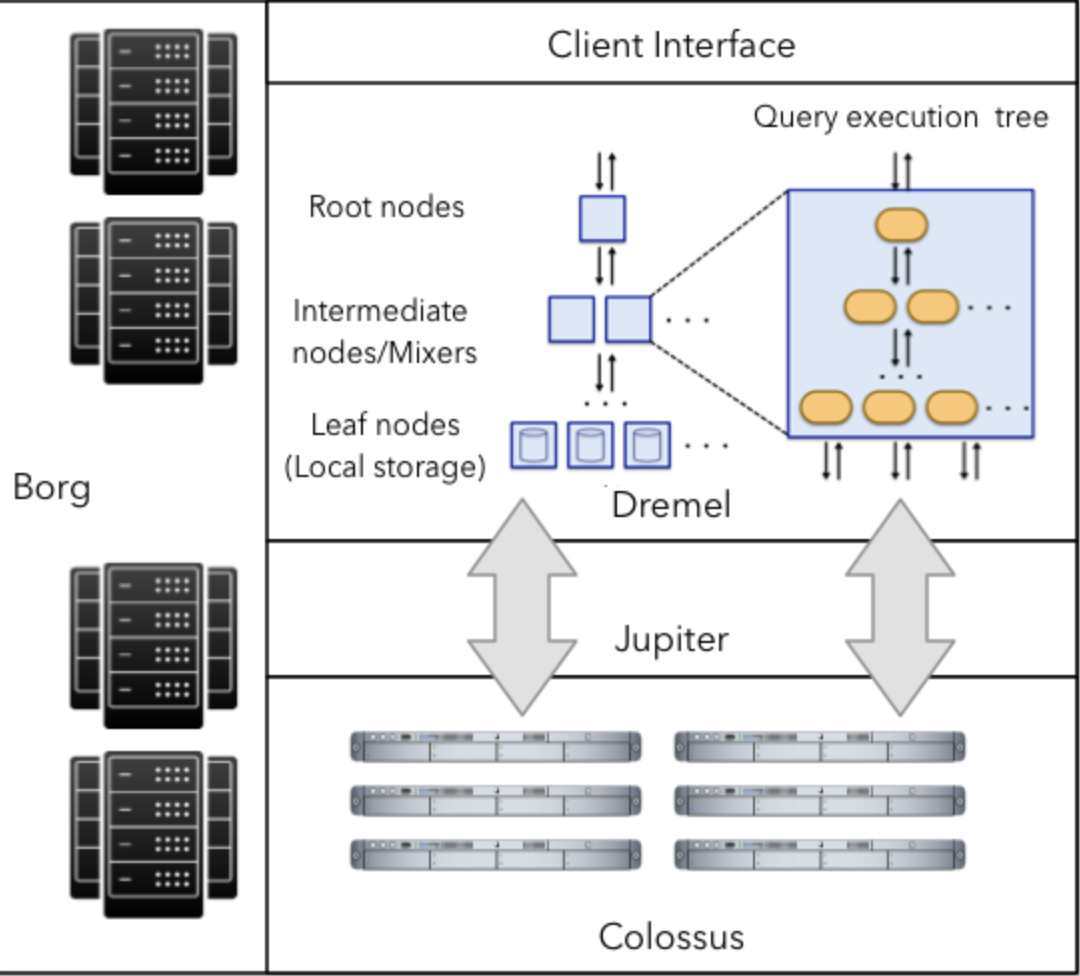 Client Interface
Query execution tree
Root nodes
Intermediate
nodes/Mixers
Leaf nodes
(Local storage)
Borg
Dremel
Jupiter
Colossus